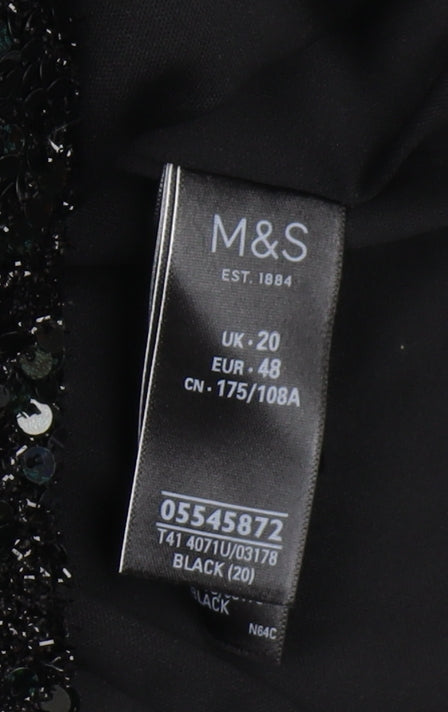 M&S
EST. 1884
UK · 20
EUR · 48
CN · 175/108A
05545872
T41 4071U/03178
BLACK (20)
BLACK
N64C